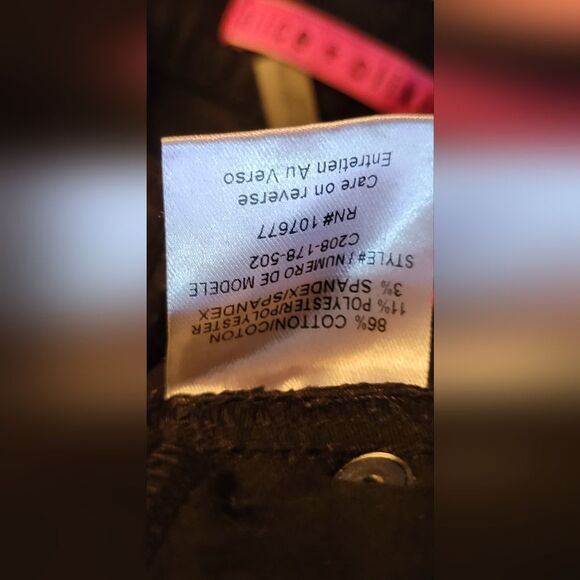 86% COTTON/COTON
11% POLYESTER/POLYESTER
3% SPANDEX/SPANDEX
STYLE# / NUMERO DE MODELE
C208-178-502
RN# 107677
Care on reverse
Entretien Au Verso